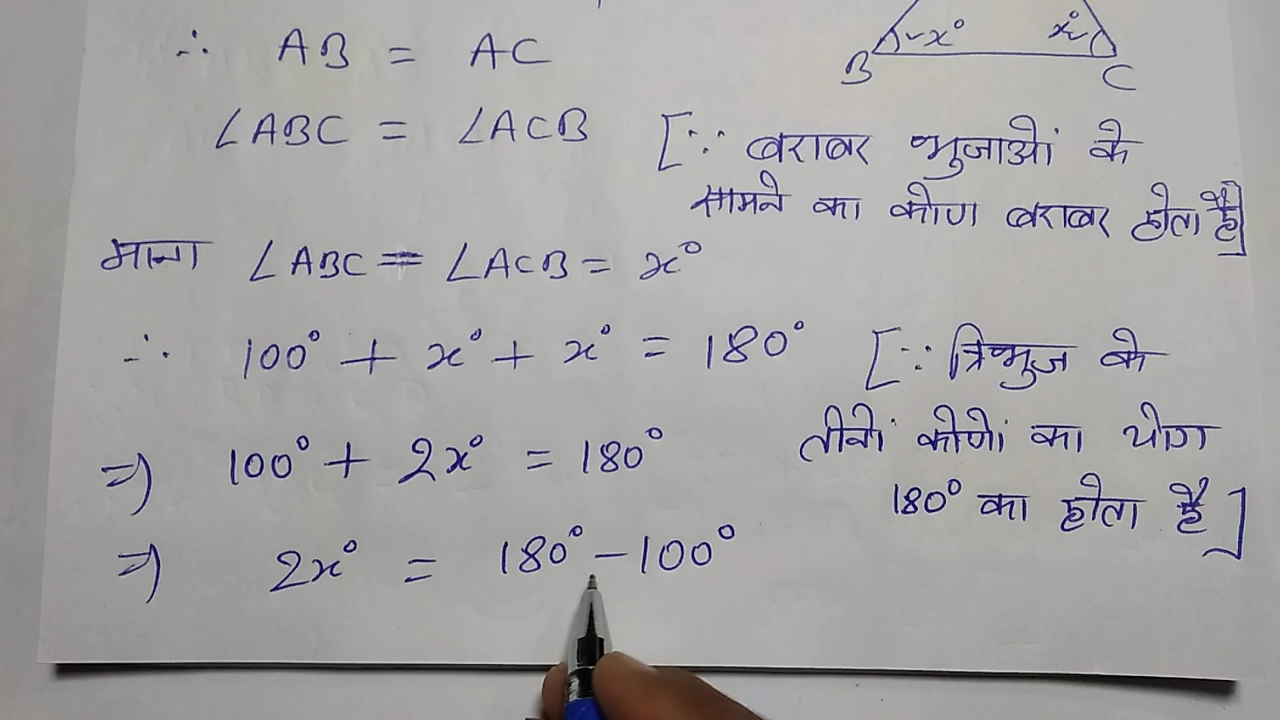 x° x°
B C
∴ AB = AC
∠ABC = ∠ACB [∵ बराबर भुजाओं के
सामने का कोण बराबर होता है]
माना ∠ABC = ∠ACB = x°
∴ 100° + x° + x° = 180° [∵ त्रिभुज के
तीनों कोणों का योग
⇒ 100° + 2x° = 180°
180° का होता है]
⇒ 2x° = 180° - 100°